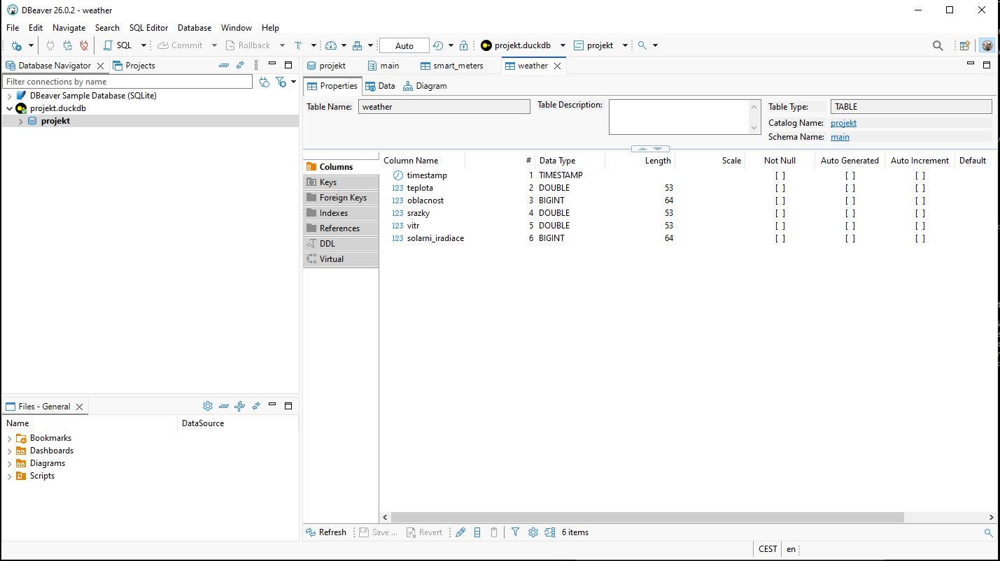 DBeaver 26.0.2 - weather
File Edit Navigate Search SQL Editor Database Window Help
SQL Commit Rollback T Auto projekt.duckdb projekt
Database Navigator Projects
projekt main smart_meters weather
Filter connections by name
Properties Data Diagram
DBeaver Sample Database (SQLite)
projekt.duckdb
projekt
Table Name: weather Table Description: Table Type: TABLE
Catalog Name: projekt
Schema Name: main
Columns
Keys
Foreign Keys
Indexes
References
DDL
Virtual
Column Name # Data Type Length Scale Not Null Auto Generated Auto Increment Default
timestamp 1 TIMESTAMP [ ] [ ] [ ]
123 teplota 2 DOUBLE 53 [ ] [ ] [ ]
123 oblacnost 3 BIGINT 64 [ ] [ ] [ ]
123 srazky 4 DOUBLE 53 [ ] [ ] [ ]
123 vitr 5 DOUBLE 53 [ ] [ ] [ ]
123 solarni_iradiace 6 BIGINT 64 [ ] [ ] [ ]
Files - General
Name DataSource
Bookmarks
Dashboards
Diagrams
Scripts
Refresh Save ... Revert 6 items
CEST en